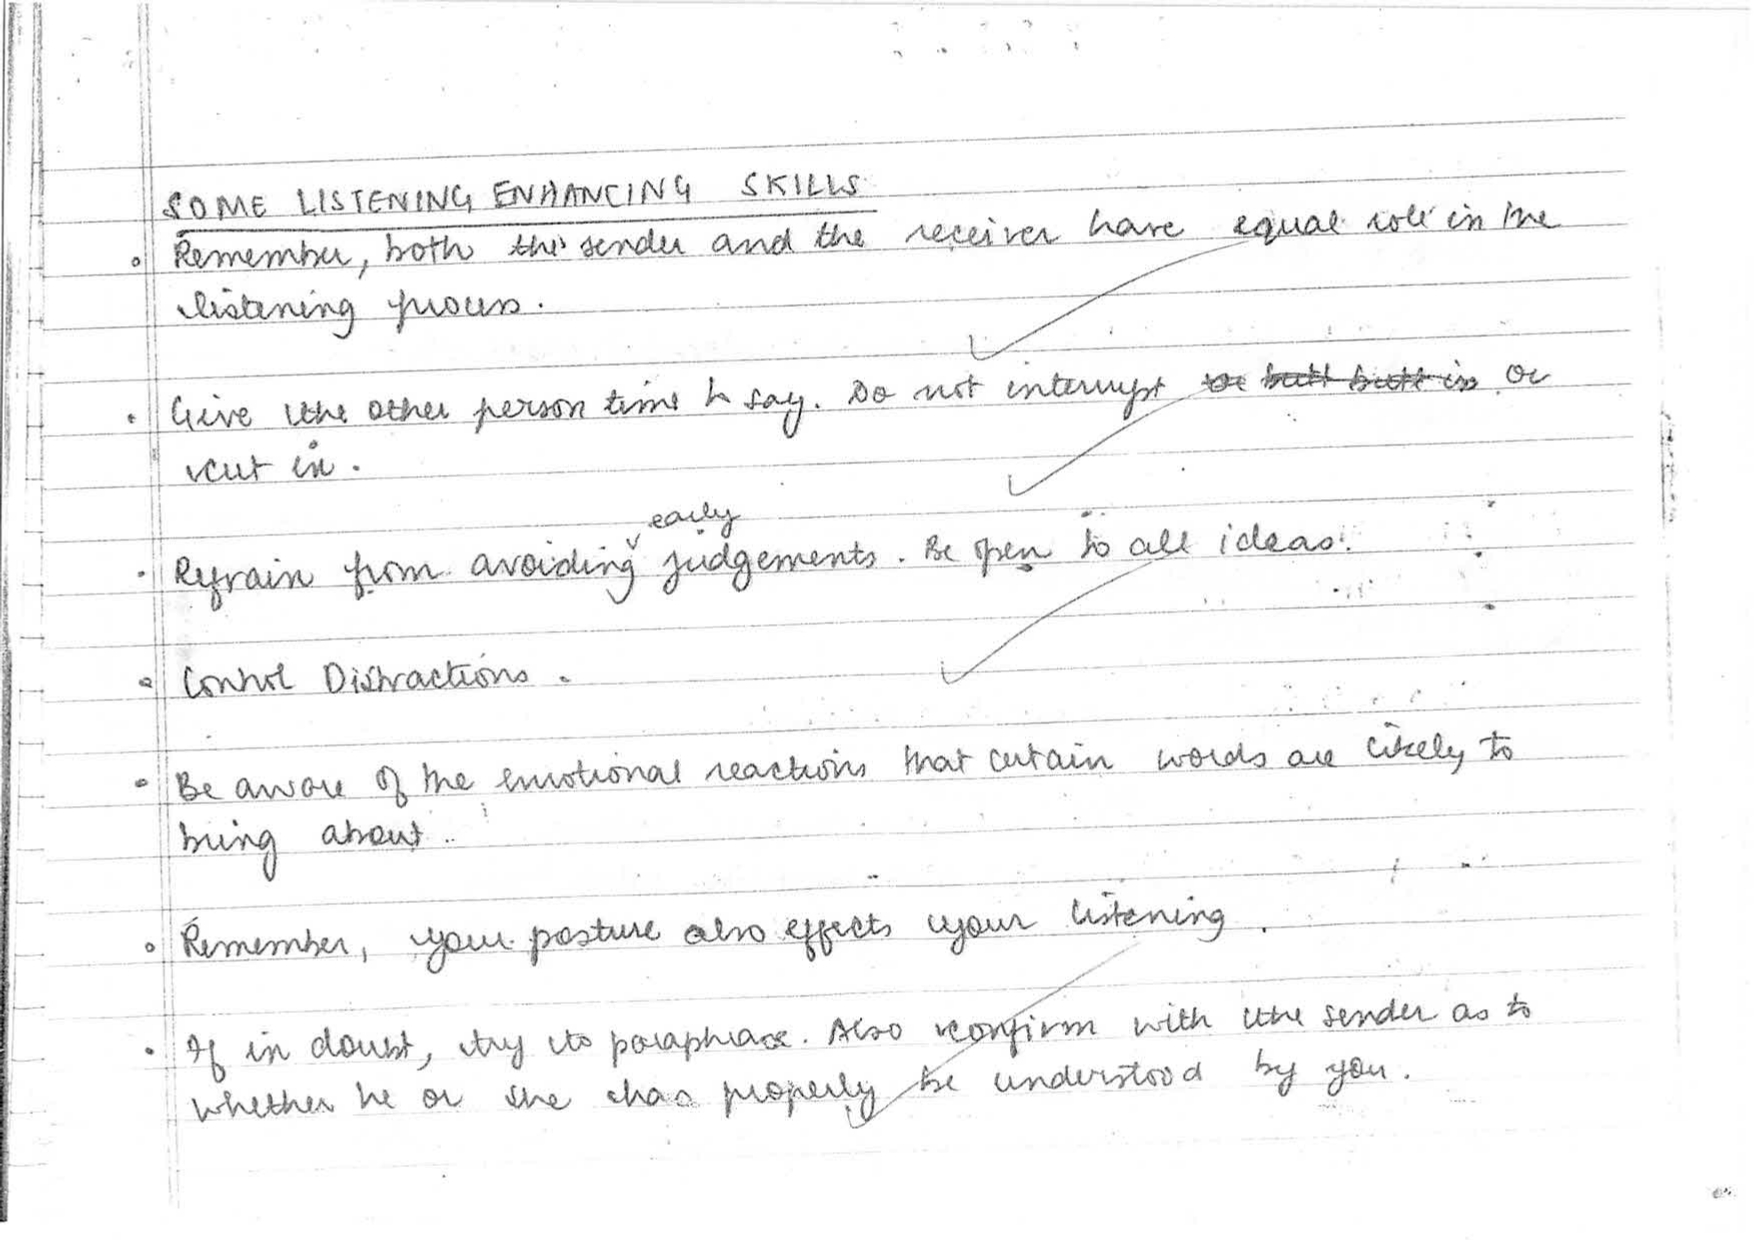 SOME LISTENING ENHANCING SKILLS
• Remember, both the sender and the receiver have equal role in the
listening process.
• Give the other person time to say. Do not interrupt or butt butt in or
cut in.
early
• Refrain from avoiding judgements. Be open to all ideas.
• Control Distractions.
• Be aware of the emotional reactions that certain words are likely to
bring about.
• Remember, your posture also effects your listening.
• If in doubt, try to paraphrase. Also confirm with the sender as to
whether he or she has properly be understood by you.